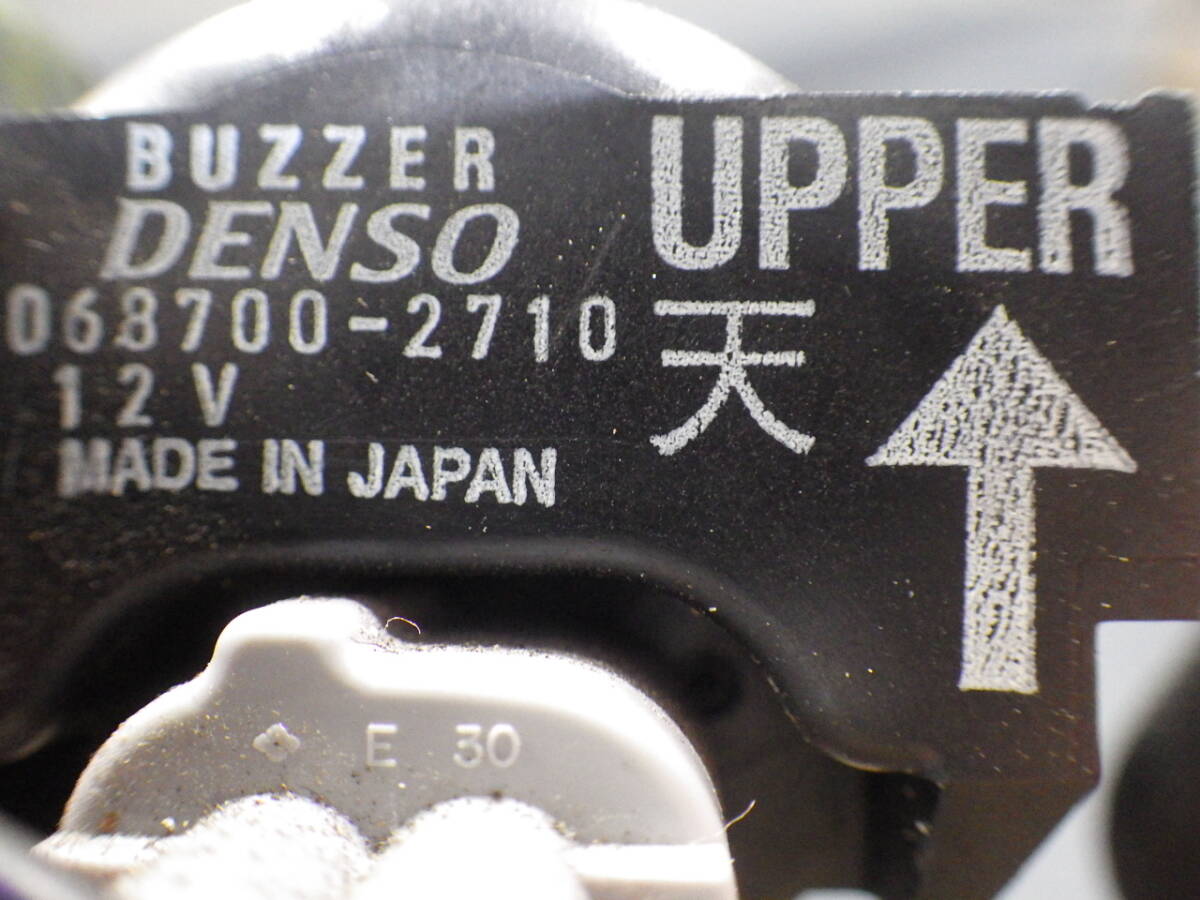 BUZZER
DENSO
068700-2710
12V
MADE IN JAPAN
UPPER
天
E 30